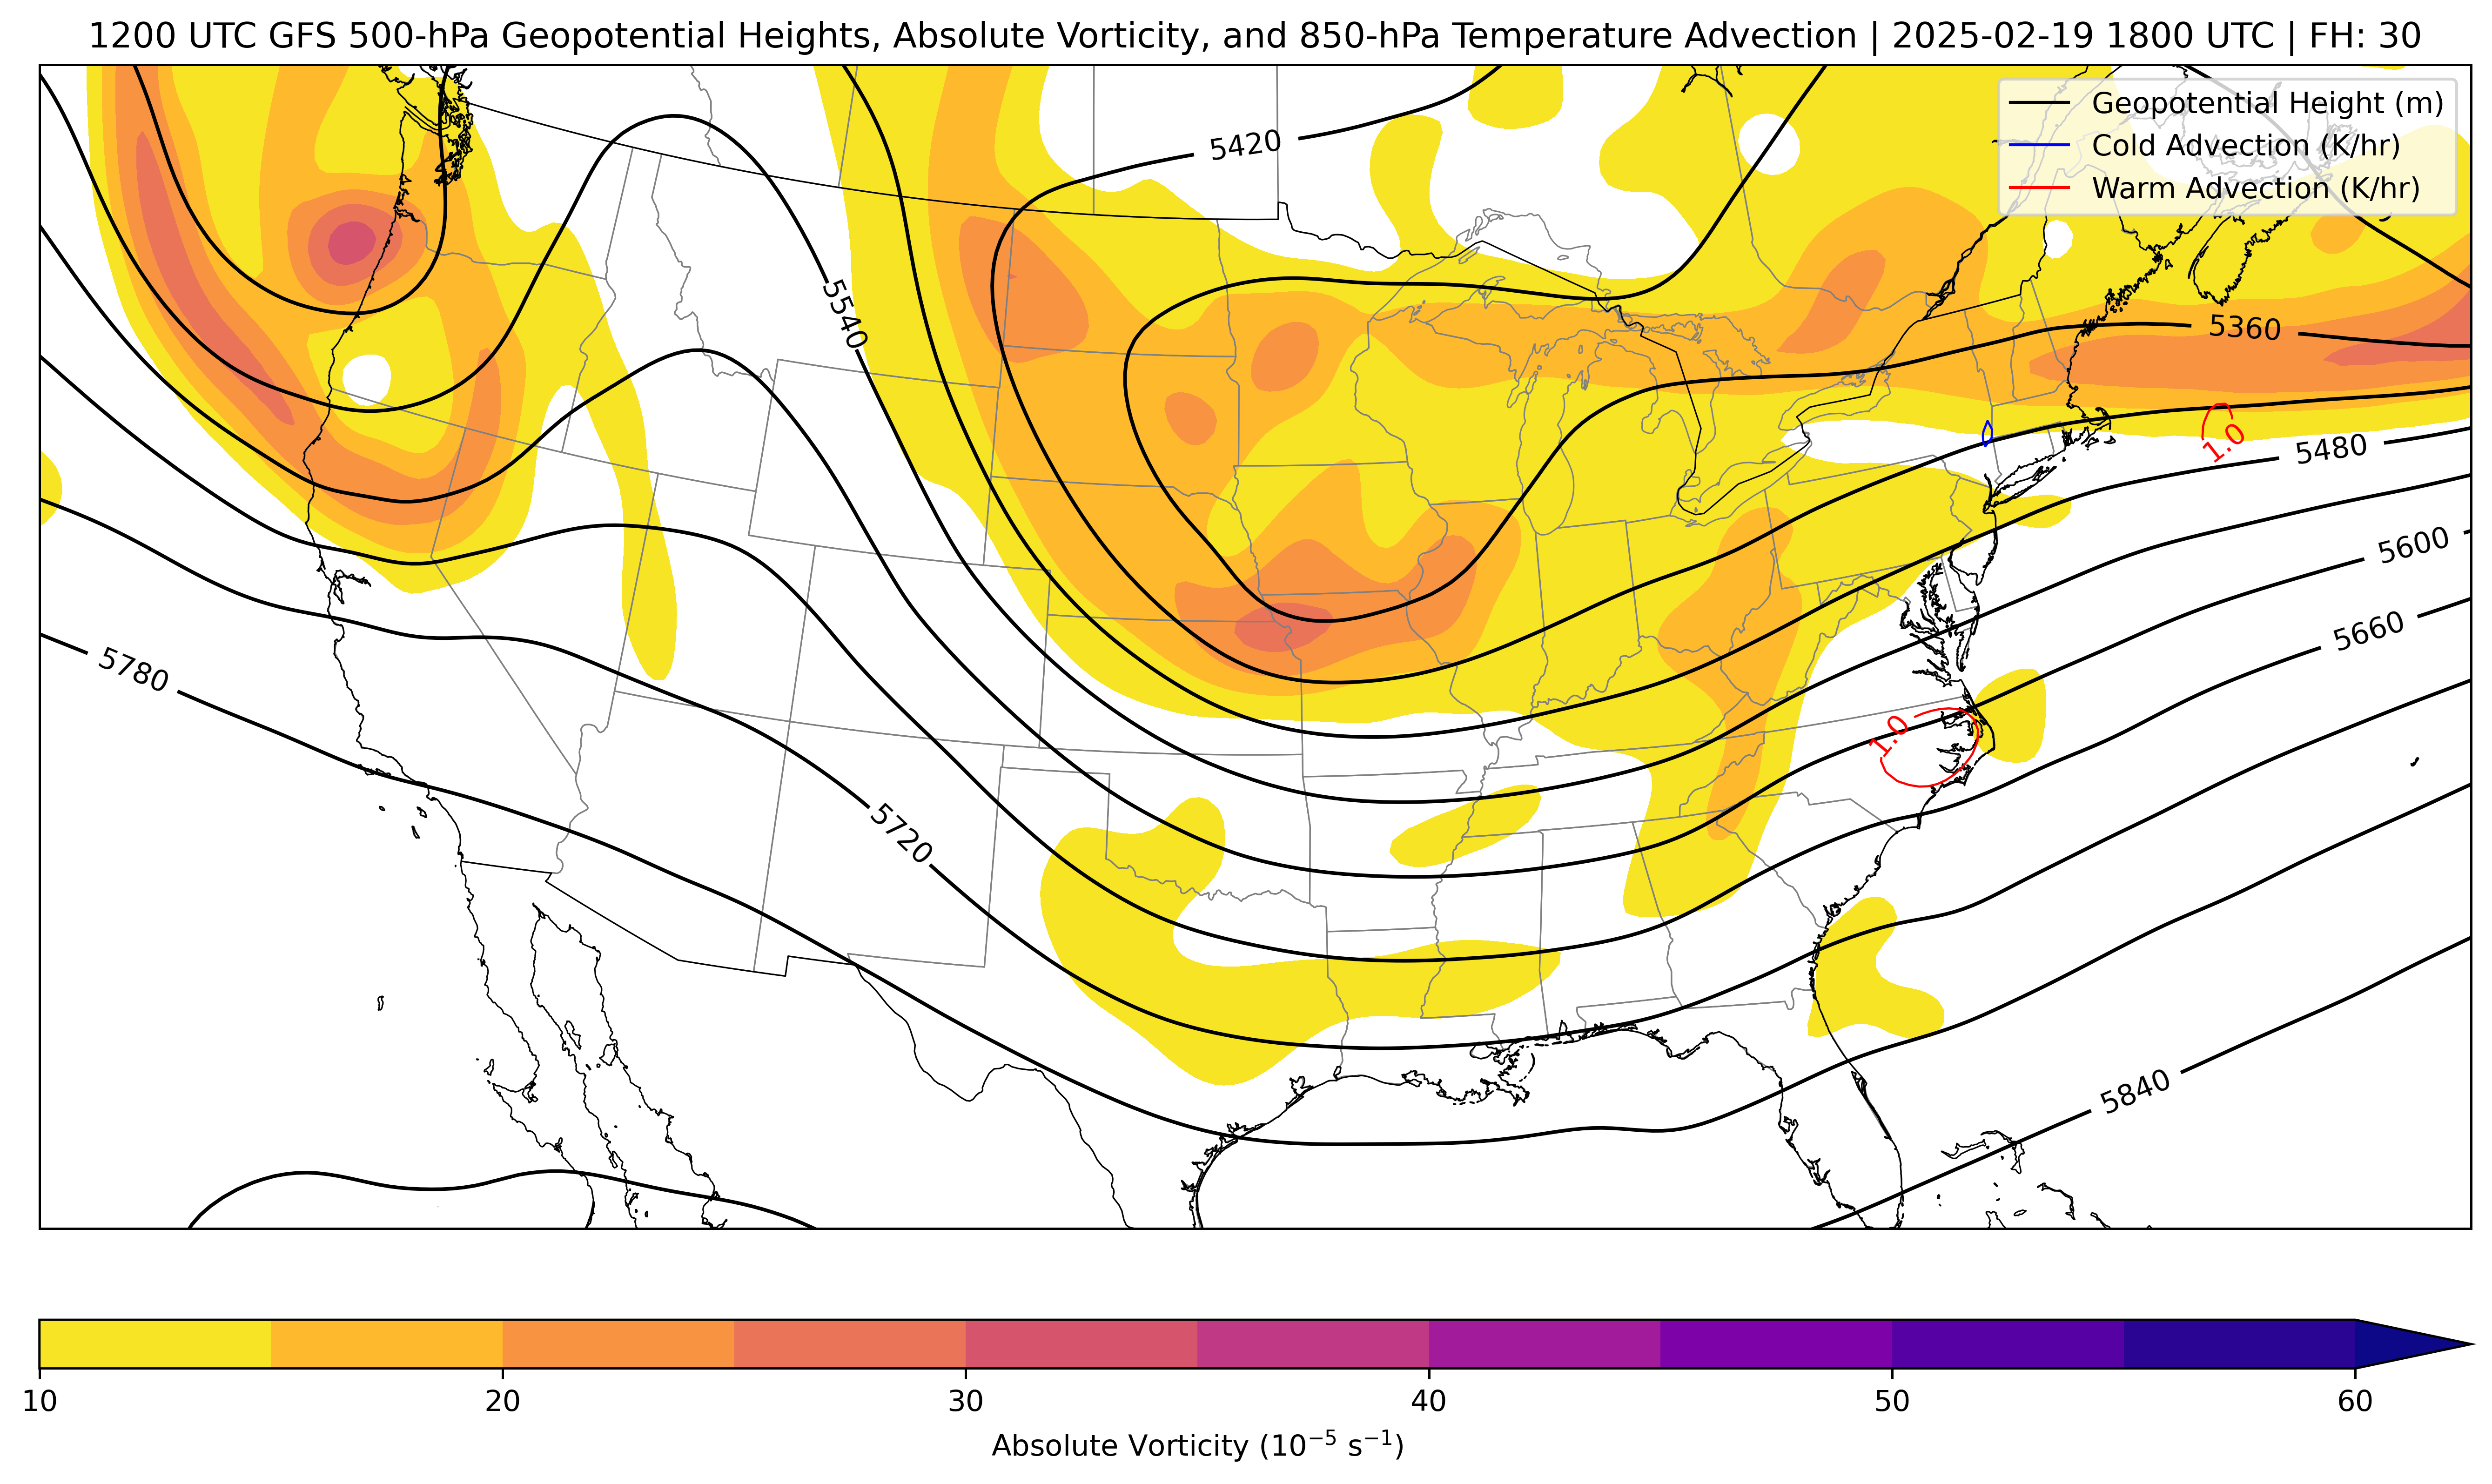 1200 UTC GFS 500-hPa Geopotential Heights, Absolute Vorticity, and 850-hPa Temperature Advection | 2025-02-19 1800 UTC | FH: 30
Geopotential Height (m)
Cold Advection (K/hr)
Warm Advection (K/hr)
5420
5540
5360
1.0
5480
5600
5660
5780
1.0
5720
5840
10 20 30 40 50 60
Absolute Vorticity (10⁻⁵ s⁻¹)